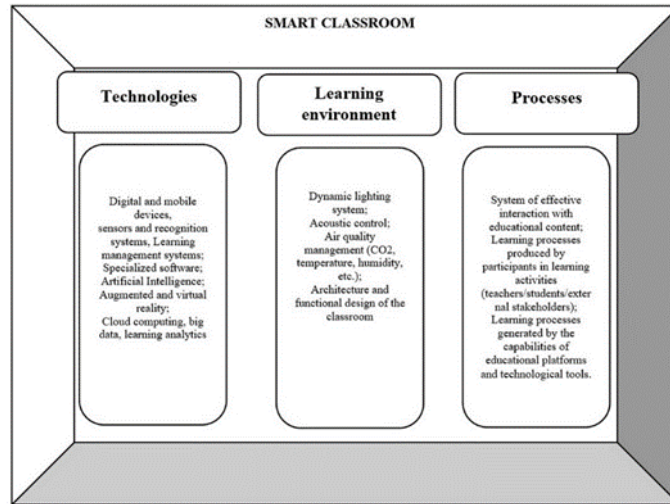 SMART CLASSROOM
Technologies
Learning
environment
Processes
Digital and mobile
devices,
sensors and recognition
systems, Learning
management systems;
Specialized software;
Artificial Intelligence;
Augmented and virtual
reality;
Cloud computing, big
data, learning analytics
Dynamic lighting
system;
Acoustic control;
Air quality
management (CO2,
temperature, humidity,
etc.);
Architecture and
functional design of the
classroom
System of effective
interaction with
educational content;
Learning processes
produced by
participants in learning
activities
(teachers/students/exter
nal stakeholders);
Learning processes
generated by the
capabilities of
educational platforms
and technological tools.